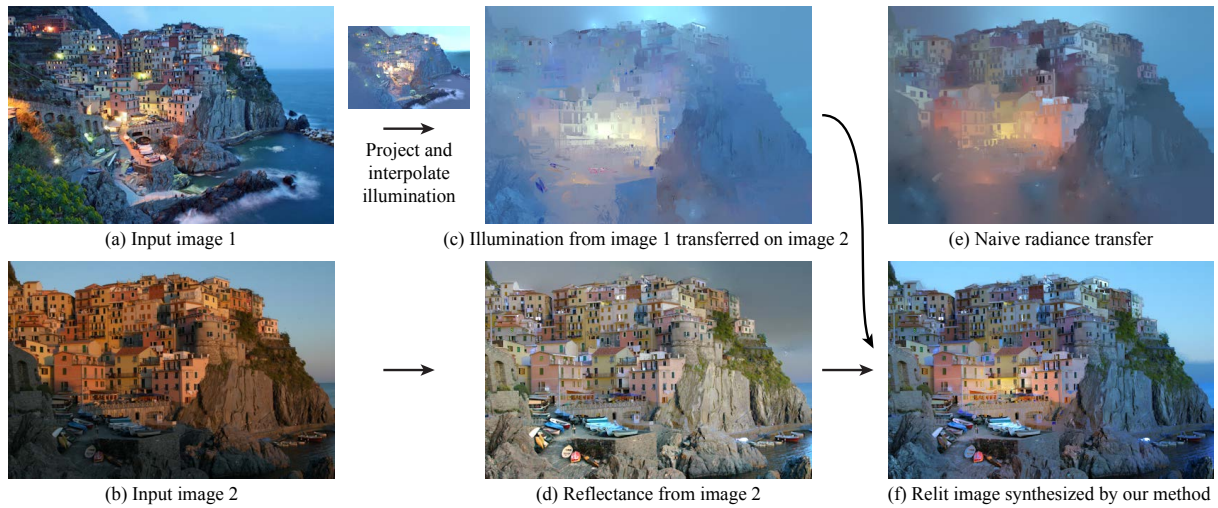 Project and
interpolate
illumination
(a) Input image 1
(c) Illumination from image 1 transferred on image 2
(e) Naive radiance transfer
(b) Input image 2
(d) Reflectance from image 2
(f) Relit image synthesized by our method